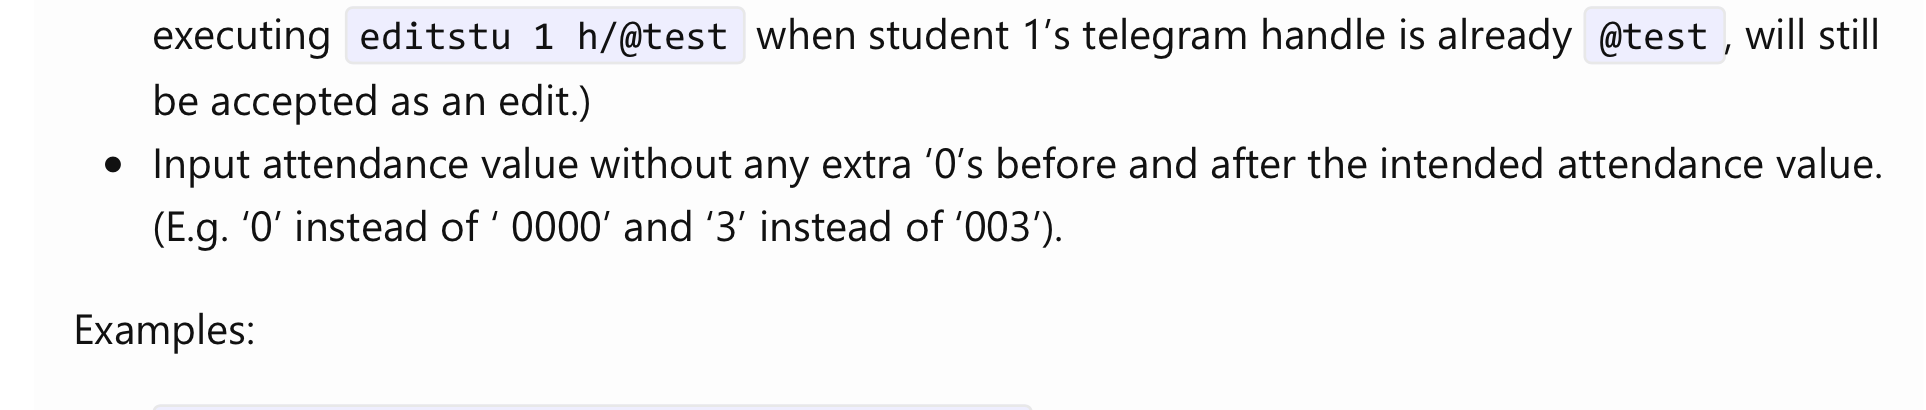 executing editstu 1 h/@test when student 1’s telegram handle is already @test, will still
be accepted as an edit.)
• Input attendance value without any extra ‘0’s before and after the intended attendance value.
(E.g. ‘0’ instead of ‘ 0000’ and ‘3’ instead of ‘003’).
Examples: